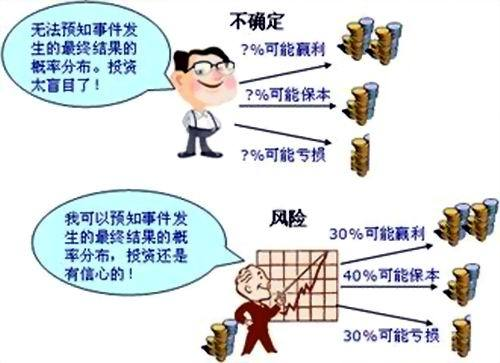 不确定
无法预知事件发
生的最终结果的
概率分布。投资
太盲目了！
?%可能赢利
?%可能保本
?%可能亏损
风险
我可以预知事件发
生的最终结果的概
率分布，投资还是
有信心的！
30%可能赢利
40%可能保本
30%可能亏损